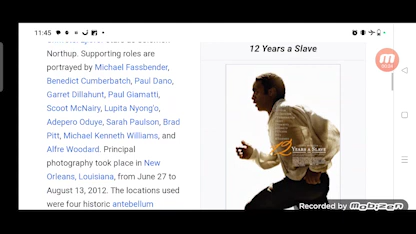 11:45
12 Years a Slave
Northup. Supporting roles are
portrayed by Michael Fassbender,
Benedict Cumberbatch, Paul Dano,
Garret Dillahunt, Paul Giamatti,
Scoot McNairy, Lupita Nyong'o,
Adepero Oduye, Sarah Paulson, Brad
Pitt, Michael Kenneth Williams, and
Alfre Woodard. Principal
photography took place in New
Orleans, Louisiana, from June 27 to
August 13, 2012. The locations used
were four historic antebellum
YEARS A SLAVE
Recorded by Mobizen